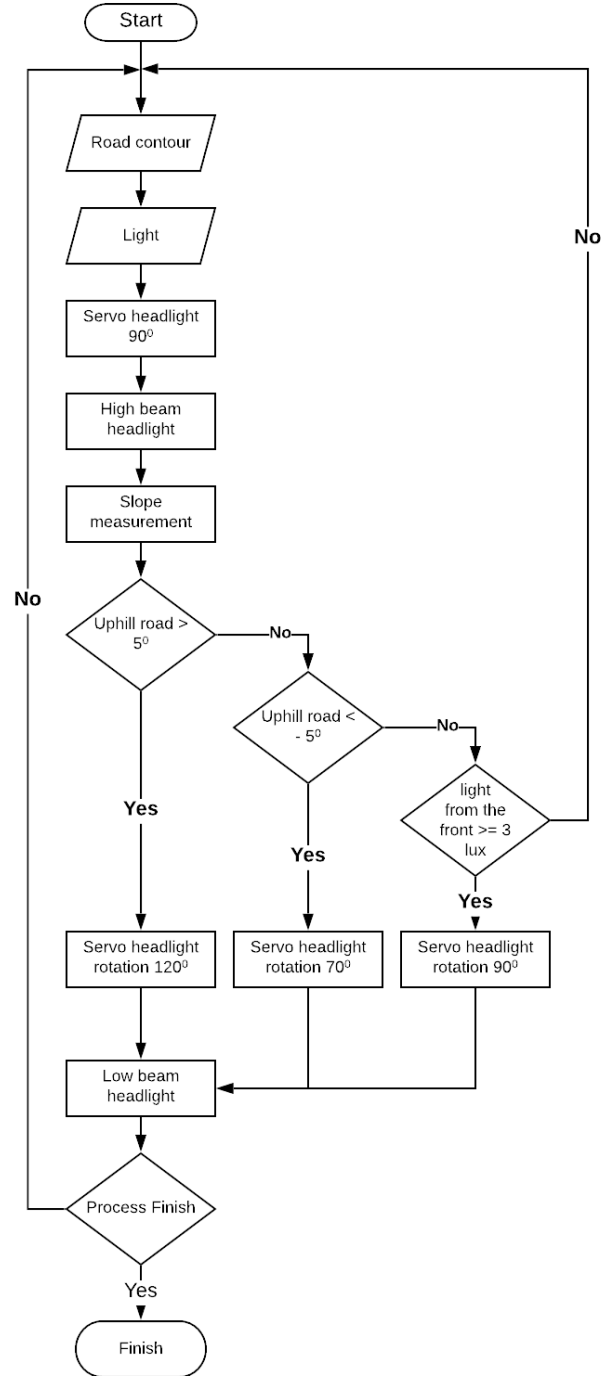 Start
Road contour
Light
No
Servo headlight
90⁰
High beam
headlight
Slope
measurement
No
Uphill road >
5⁰
No
Uphill road <
- 5⁰
No
light
from the
front >= 3
lux
Yes
Yes
Yes
Servo headlight
rotation 120⁰
Servo headlight
rotation 70⁰
Servo headlight
rotation 90⁰
Low beam
headlight
Process Finish
Yes
Finish